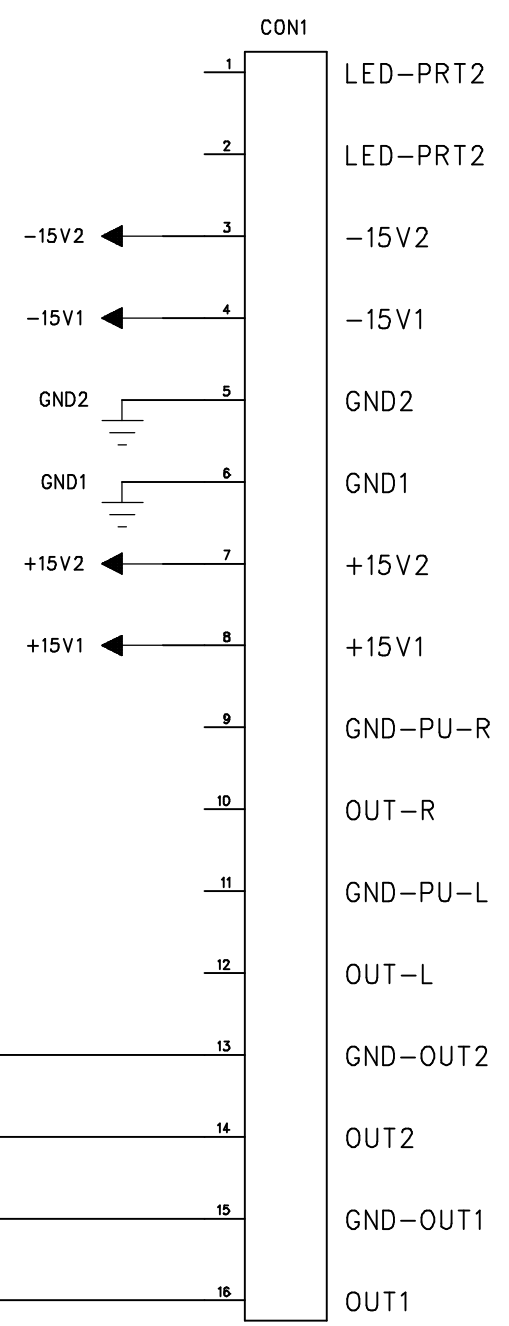 CON1
1 LED-PRT2
2 LED-PRT2
-15V2 3 -15V2
-15V1 4 -15V1
GND2 5 GND2
GND1 6 GND1
+15V2 7 +15V2
+15V1 8 +15V1
9 GND-PU-R
10 OUT-R
11 GND-PU-L
12 OUT-L
13 GND-OUT2
14 OUT2
15 GND-OUT1
16 OUT1